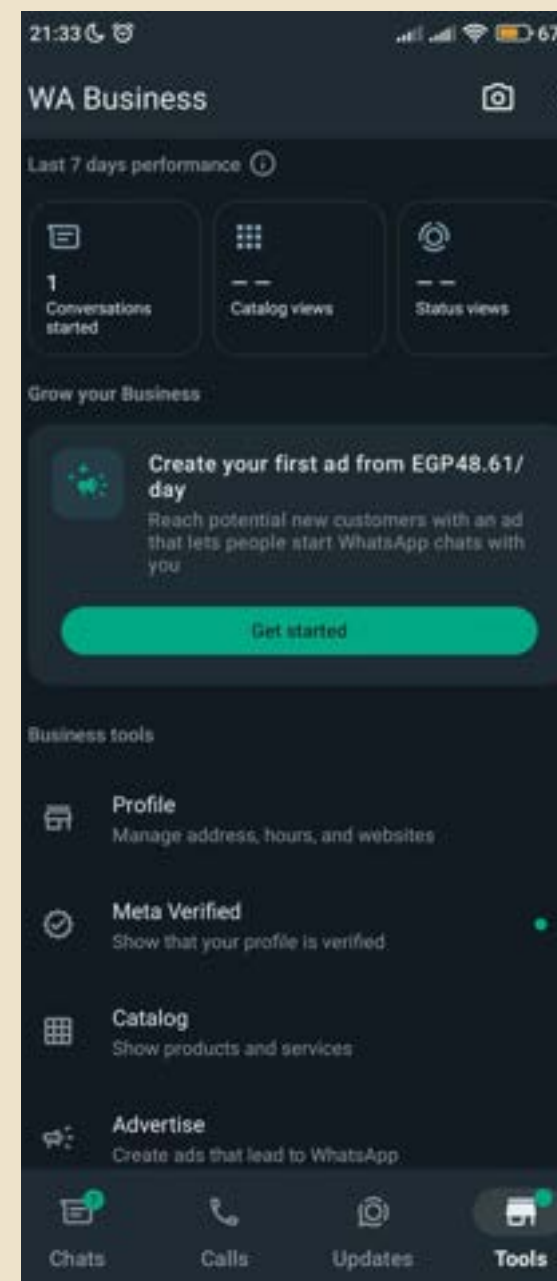 21:33
67
WA Business
Last 7 days performance
1
Conversations
started
– –
Catalog views
– –
Status views
Grow your Business
Create your first ad from EGP48.61/
day
Reach potential new customers with an ad
that lets people start WhatsApp chats with
you
Get started
Business tools
Profile
Manage address, hours, and websites
Meta Verified
Show that your profile is verified
Catalog
Show products and services
Advertise
Create ads that lead to WhatsApp
Chats
Calls
Updates
Tools